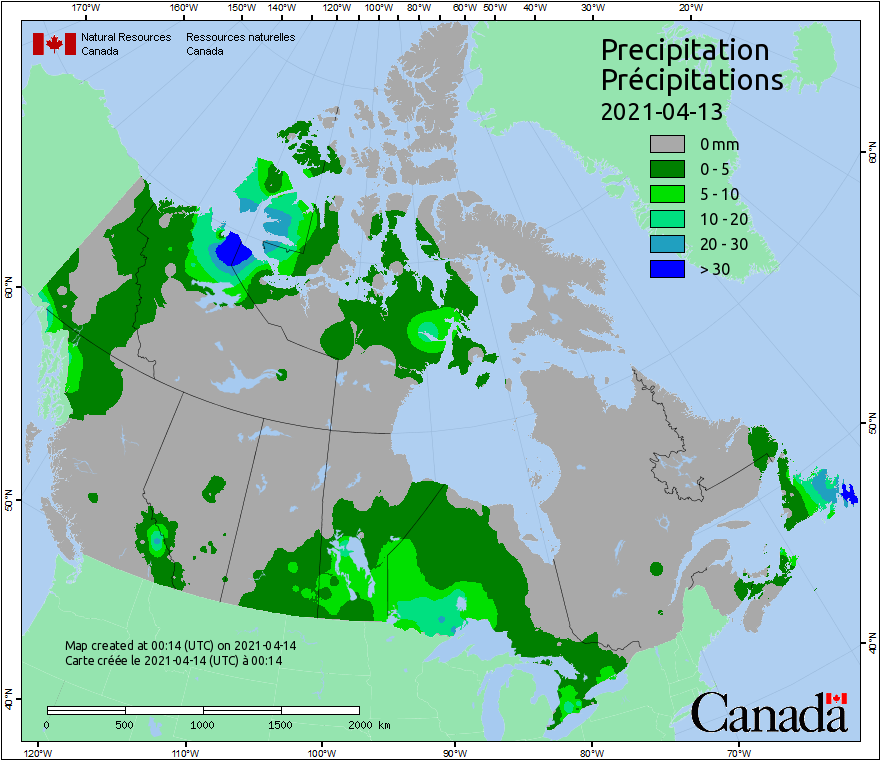 170°W 160°W 150°W 140°W 120°W 100°W 80°W 60°W 50°W 40°W 30°W 20°W
Natural Resources Ressources naturelles
Canada Canada
Precipitation
Précipitations
2021-04-13
0 mm
0 - 5
5 - 10
10 - 20
20 - 30
> 30
60°N
60°N
50°N
50°N
40°N
40°N
Map created at 00:14 (UTC) on 2021-04-14
Carte créée le 2021-04-14 (UTC) à 00:14
0 500 1000 1500 2000 km
Canada
120°W 110°W 100°W 90°W 80°W 70°W